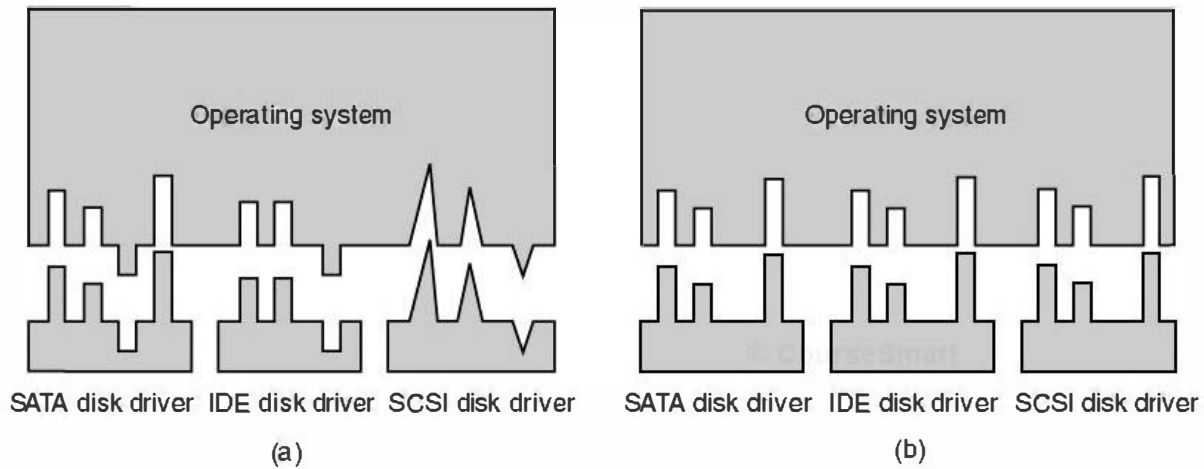 Operating system
SATA disk driver IDE disk driver SCSI disk driver
(a)
Operating system
© CourseSmart
SATA disk driver IDE disk driver SCSI disk driver
(b)